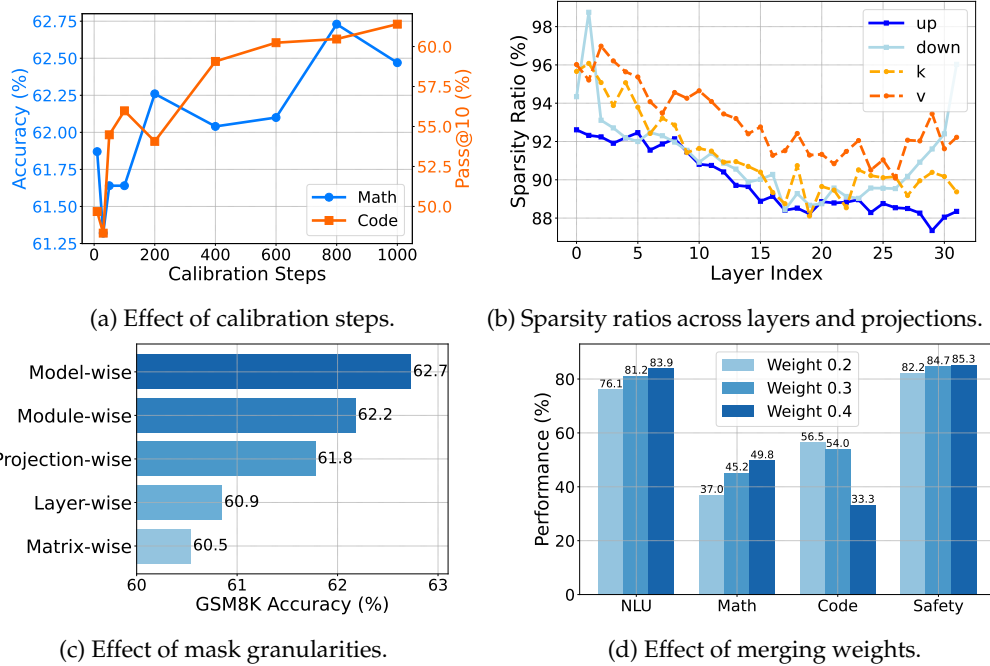 62.75
62.50
62.25
62.00
61.75
61.50
61.25
Accuracy (%)
60.0
57.5
55.0
52.5
50.0
Pass@10 (%)
Math
Code
0 200 400 600 800 1000
Calibration Steps
(a) Effect of calibration steps.
98
96
94
92
90
88
Sparsity Ratio (%)
up
down
k
v
0 5 10 15 20 25 30
Layer Index
(b) Sparsity ratios across layers and projections.
Model-wise 62.7
Module-wise 62.2
Projection-wise 61.8
Layer-wise 60.9
Matrix-wise 60.5
60 61 62 63
GSM8K Accuracy (%)
(c) Effect of mask granularities.
80
60
40
20
0
Performance (%)
Weight 0.2
Weight 0.3
Weight 0.4
76.1 81.2 83.9
37.0 45.2 49.8
56.5 54.0 33.3
82.2 84.7 85.3
NLU Math Code Safety
(d) Effect of merging weights.